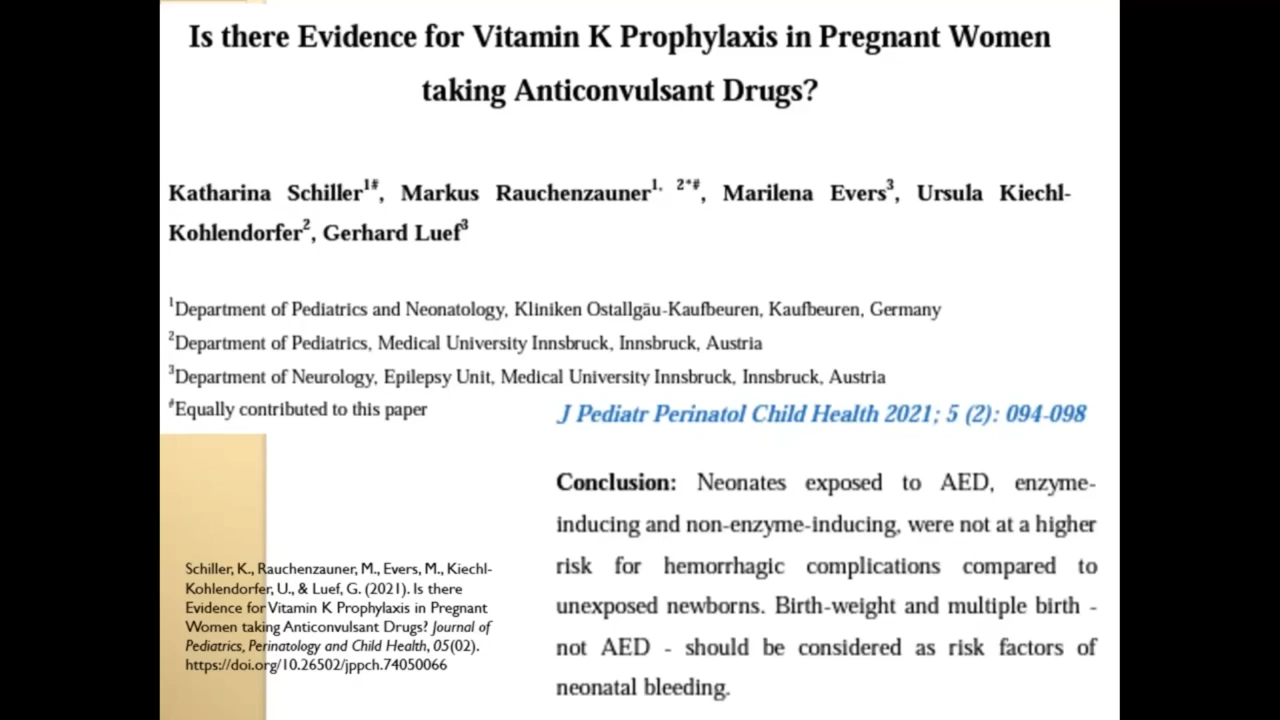 Is there Evidence for Vitamin K Prophylaxis in Pregnant Women
taking Anticonvulsant Drugs?
Katharina Schiller1#, Markus Rauchenzauner1, 2*#, Marilena Evers3, Ursula Kiechl-
Kohlendorfer2, Gerhard Luef3
1Department of Pediatrics and Neonatology, Kliniken Ostallgäu-Kaufbeuren, Kaufbeuren, Germany
2Department of Pediatrics, Medical University Innsbruck, Innsbruck, Austria
3Department of Neurology, Epilepsy Unit, Medical University Innsbruck, Innsbruck, Austria
#Equally contributed to this paper
J Pediatr Perinatol Child Health 2021; 5 (2): 094-098
Conclusion: Neonates exposed to AED, enzyme-
inducing and non-enzyme-inducing, were not at a higher
risk for hemorrhagic complications compared to
unexposed newborns. Birth-weight and multiple birth -
not AED - should be considered as risk factors of
neonatal bleeding.
Schiller, K., Rauchenzauner, M., Evers, M., Kiechl-
Kohlendorfer, U., & Luef, G. (2021). Is there
Evidence for Vitamin K Prophylaxis in Pregnant
Women taking Anticonvulsant Drugs? Journal of
Pediatrics, Perinatology and Child Health, 05(02).
https://doi.org/10.26502/jppch.74050066